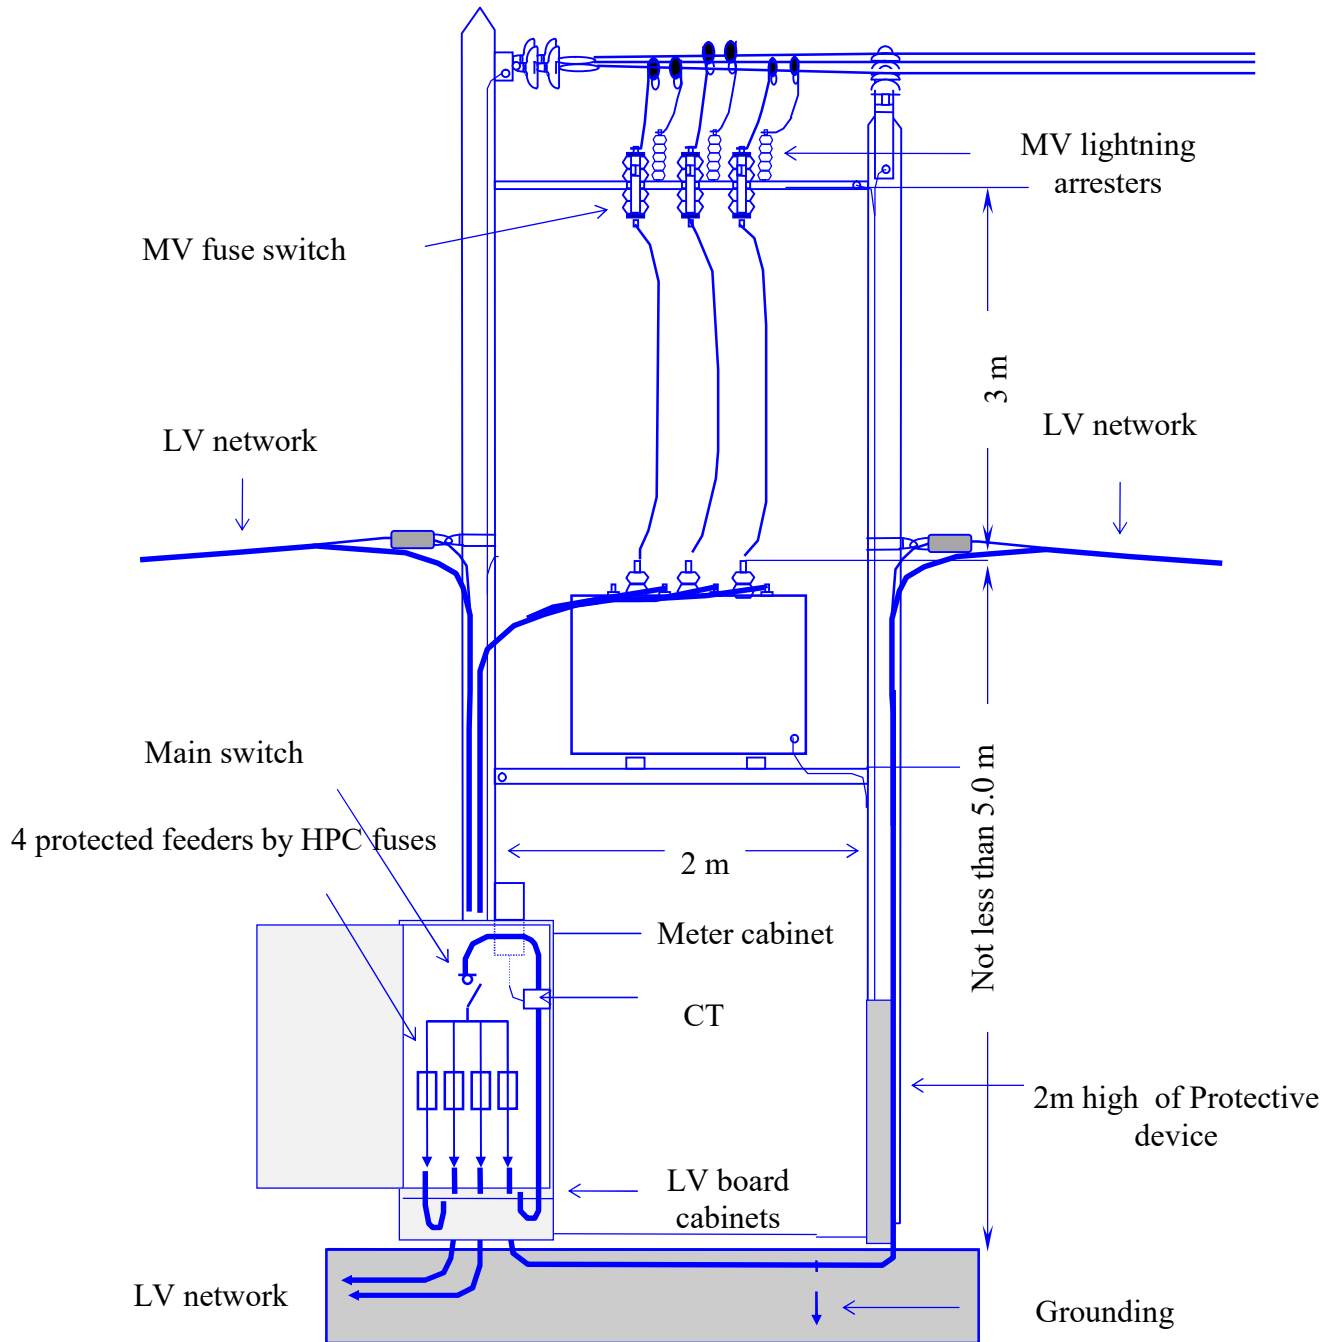 MV lightning
arresters
MV fuse switch
3 m
LV network
LV network
Main switch
Not less than 5.0 m
4 protected feeders by HPC fuses
2 m
Meter cabinet
CT
2m high of Protective
device
LV board
cabinets
LV network
Grounding